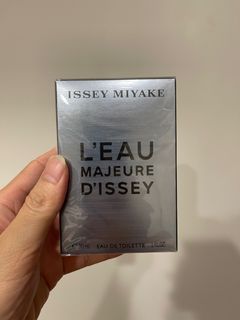 ISSEY MIYAKE
L'EAU
MAJEURE
D'ISSEY
EAU DE TOILETTE